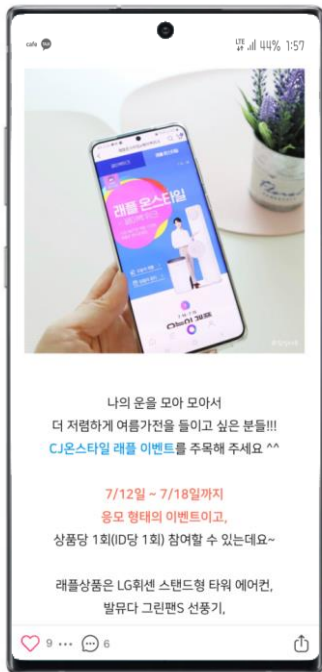 cafe
LTE 44% 1:57
래플 온스타일
나의 운을 모아 모아서
더 저렴하게 여름가전을 들이고 싶은 분들!!!
CJ온스타일 래플 이벤트를 주목해 주세요 ^^
7/12일 ~ 7/18일까지
응모 형태의 이벤트이고,
상품당 1회(ID당 1회) 참여할 수 있는데요~
래플상품은 LG휘센 스탠드형 타워 에어컨,
발뮤다 그린팬S 선풍기,
9
6